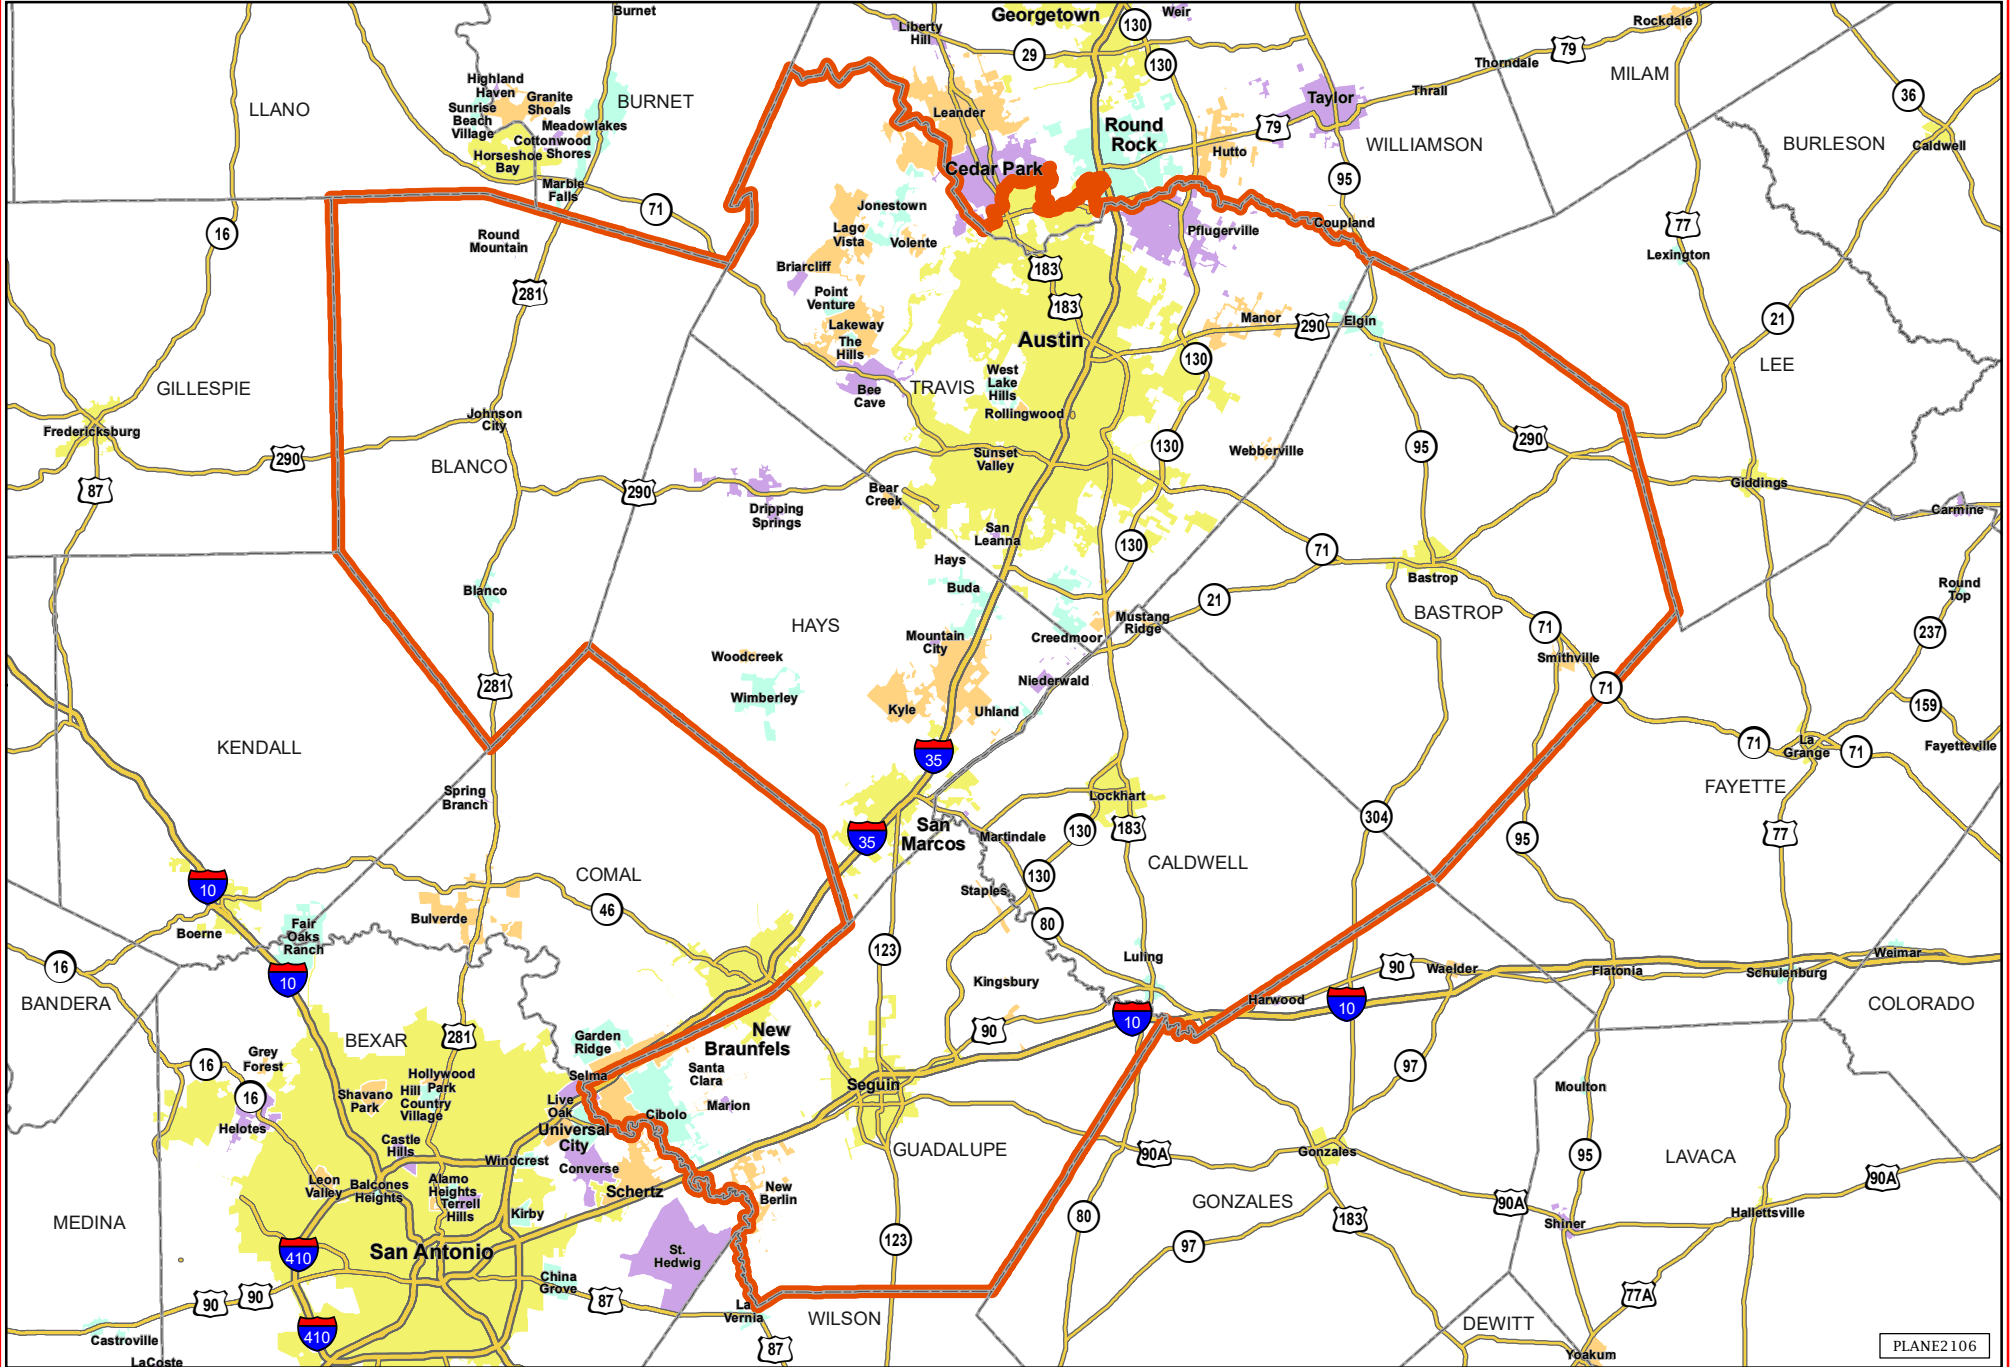 Burnet
Georgetown
130
Weir
Liberty
Hill
29
130
Rockdale
79
Thorndale
MILAM
36
Highland
Haven
Granite
Shoals
Sunrise
Beach
Village
Meadowlakes
Cottonwood
Shores
Horseshoe
Bay
Marble
Falls
LLANO
BURNET
Leander
Round
Rock
Taylor
Thrall
79
Hutto
WILLIAMSON
BURLESON
Caldwell
Cedar Park
95
71
16
Round
Mountain
Jonestown
Lago
Vista
Volente
Briarcliff
Point
Venture
Lakeway
The
Hills
Bee
Cave
Pflugerville
Coupland
77
Lexington
183
183
281
Manor
290
Elgin
21
Austin
130
LEE
GILLESPIE
TRAVIS
West
Lake
Hills
Rollingwood
0
Fredericksburg
Johnson
City
290
BLANCO
87
290
Dripping
Springs
Bear
Creek
Sunset
Valley
130
Webberville
95
290
Giddings
Carmine
San
Leanna
130
71
Bastrop
Hays
Buda
21
BASTROP
Round
Top
Blanco
HAYS
Mountain
City
Creedmoor
Mustang
Ridge
71
Smithville
237
Woodcreek
Wimberley
Niederwald
Kyle
Uhland
281
71
159
KENDALL
35
71
La
Grange
71
Fayetteville
Spring
Branch
Lockhart
FAYETTE
35
San
Marcos
Martindale
130
183
304
95
77
COMAL
CALDWELL
10
46
Staples
130
Bulverde
Fair
Oaks
Ranch
Boerne
80
123
Luling
16
10
Kingsbury
90
Waelder
Flatonia
Schulenburg
Weimar
BANDERA
Harwood
10
10
COLORADO
BEXAR
281
Garden
Ridge
New
Braunfels
90
Grey
Forest
16
16
Hollywood
Park
Hill
Country
Village
Shavano
Park
Selma
Santa
Clara
Seguin
97
Moulton
Live
Oak
Cibolo
Marion
Helotes
Castle
Hills
Universal
City
GUADALUPE
90A
Gonzales
95
LAVACA
Windcrest
Converse
Leon
Valley
Balcones
Heights
Alamo
Heights
Terrell
Hills
Schertz
New
Berlin
90A
MEDINA
Kirby
80
GONZALES
183
90A
Shiner
Hallettsville
410
San Antonio
St.
Hedwig
123
97
China
Grove
90
90
87
La
Vernia
WILSON
77A
410
DEWITT
Castroville
LaCoste
87
Yoakum
PLANE2106